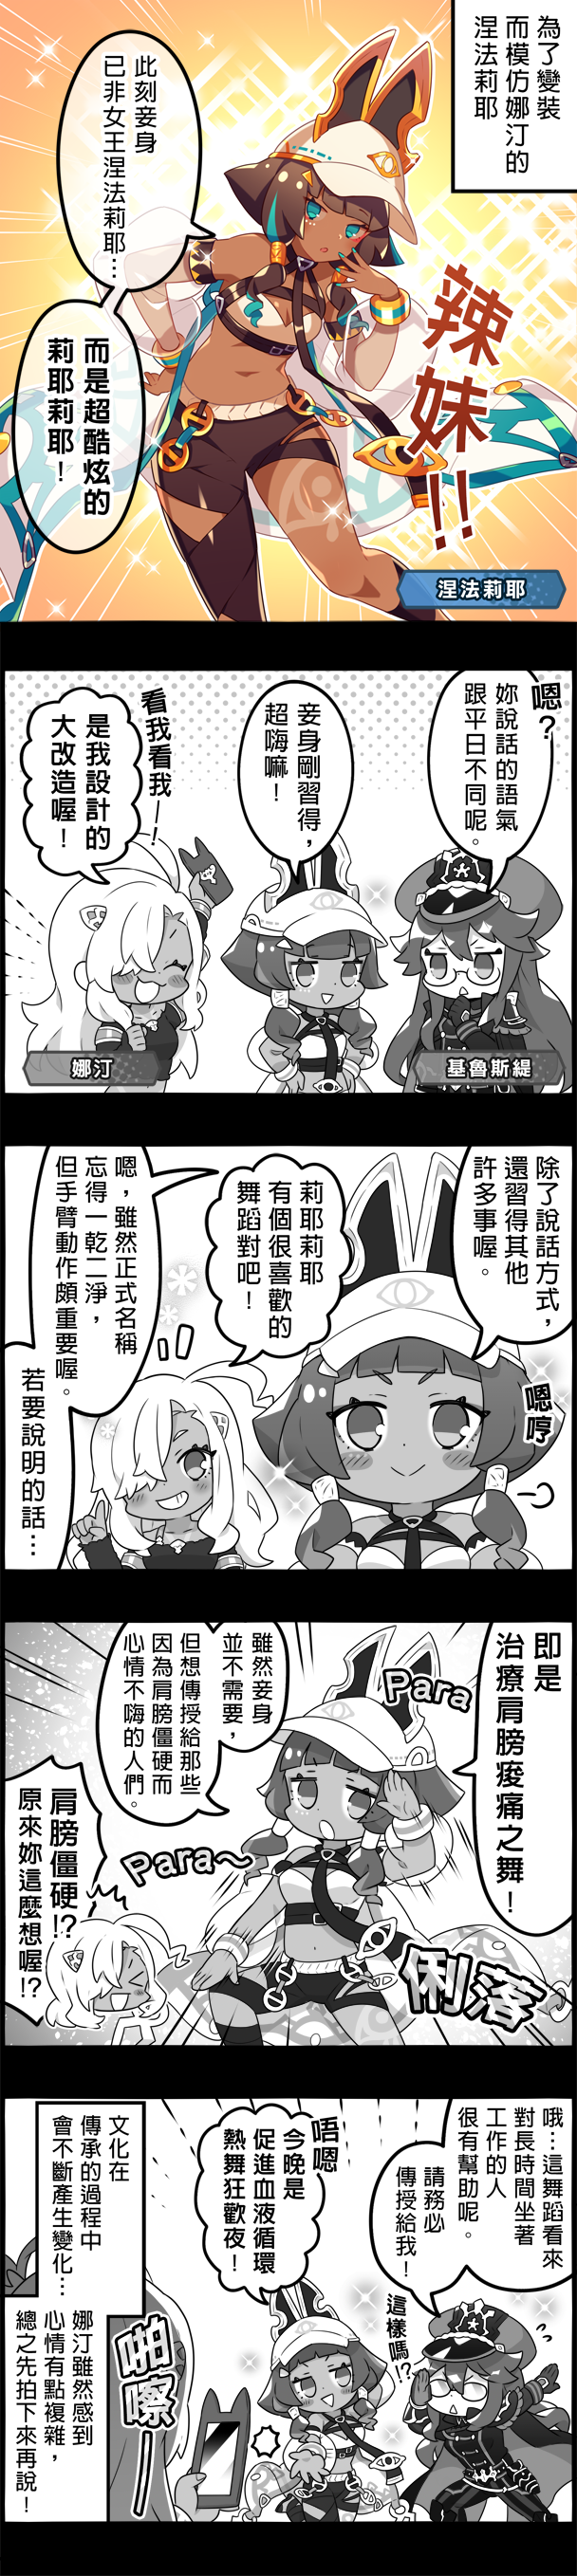 為了變裝
而模仿娜汀的
涅法莉耶
此刻妾身
已非女王涅法莉耶…
而是超酷炫的
莉耶莉耶！
辣妹!!
涅法莉耶
嗯？
妳說話的語氣
跟平日不同呢。
妾身剛習得，
超嗨嘛！
看我看我—！
是我設計的
大改造喔！
娜汀
基魯斯緹
除了說話方式，
還習得其他
許多事喔。
嗯哼
莉耶莉耶
有個很喜歡的
舞蹈對吧！
嗯，雖然正式名稱
忘得一乾二淨，
但手臂動作頗重要喔。
若要說明的話…
即是
治療肩膀痠痛之舞！
Para
Para～
雖然妾身
並不需要，
但想傳授給那些
因為肩膀僵硬而
心情不嗨的人們。
俐落
肩膀僵硬!?
原來妳這麼想喔!?
哦…這舞蹈看來
對長時間坐著
工作的人
很有幫助呢。
請務必
傳授給我！
這樣嗎!?
唔嗯
今晚是
促進血液循環
熱舞狂歡夜！
文化在
傳承的過程中
會不斷產生變化…
啪嚓—
娜汀雖然感到
心情有點複雜，
總之先拍下來再說！